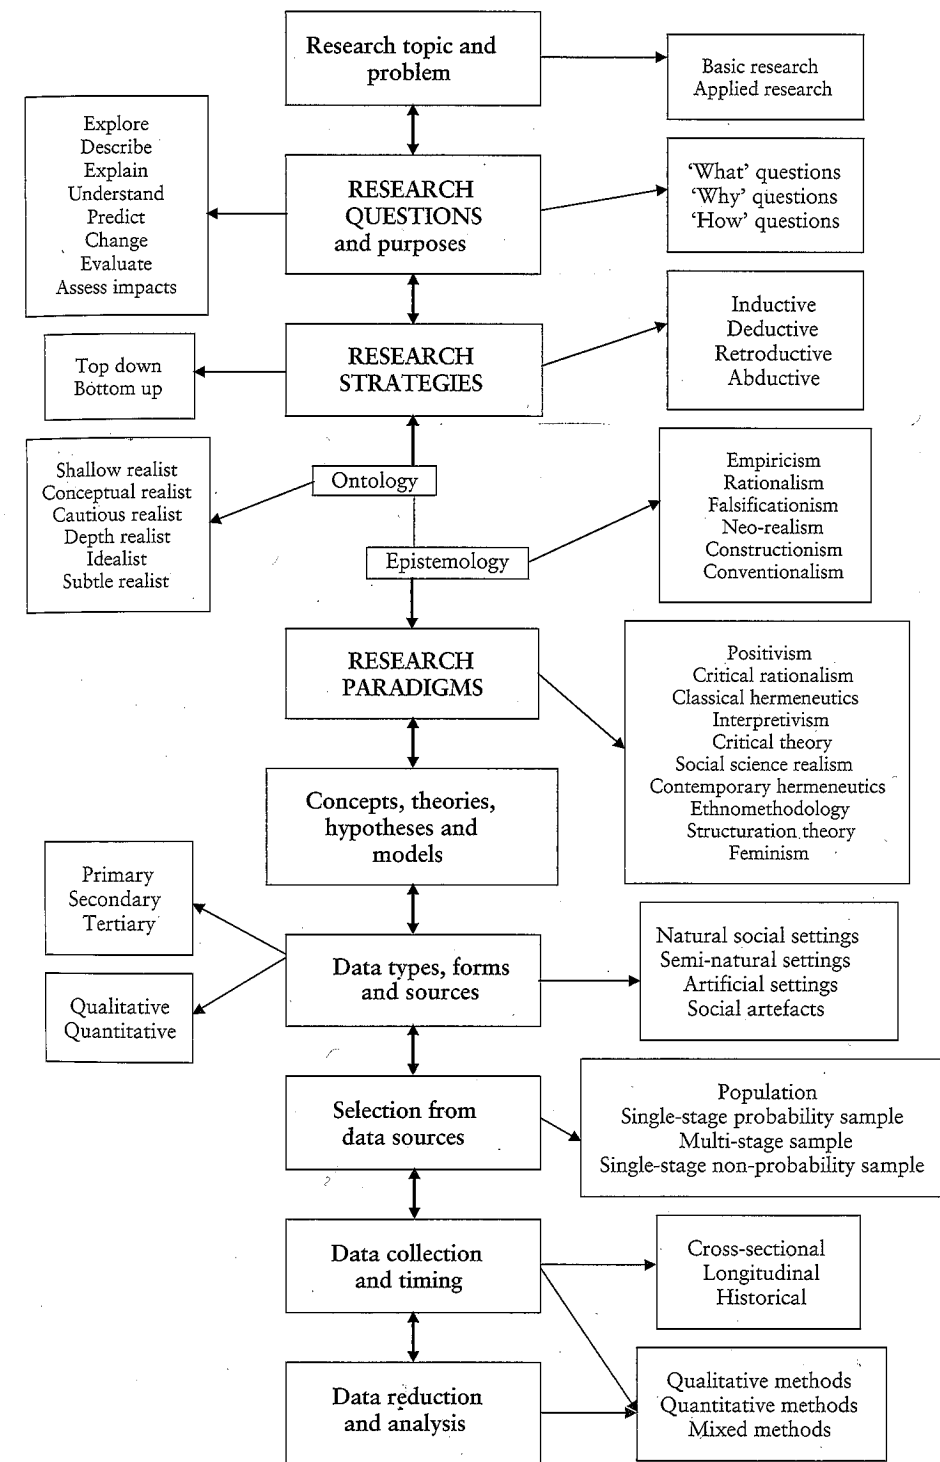 Research topic and
problem
Basic research
Applied research
Explore
Describe
Explain
Understand
Predict
Change
Evaluate
Assess impacts
RESEARCH
QUESTIONS
and purposes
‘What’ questions
‘Why’ questions
‘How’ questions
Top down
Bottom up
RESEARCH
STRATEGIES
Inductive
Deductive
Retroductive
Abductive
Shallow realist
Conceptual realist
Cautious realist
Depth realist
Idealist
Subtle realist
Ontology
Epistemology
Empiricism
Rationalism
Falsificationism
Neo-realism
Constructionism
Conventionalism
RESEARCH
PARADIGMS
Positivism
Critical rationalism
Classical hermeneutics
Interpretivism
Critical theory
Social science realism
Contemporary hermeneutics
Ethnomethodology
Structuration theory
Feminism
Concepts, theories,
hypotheses and
models
Primary
Secondary
Tertiary
Qualitative
Quantitative
Data types, forms
and sources
Natural social settings
Semi-natural settings
Artificial settings
Social artefacts
Selection from
data sources
Population
Single-stage probability sample
Multi-stage sample
Single-stage non-probability sample
Data collection
and timing
Cross-sectional
Longitudinal
Historical
Data reduction
and analysis
Qualitative methods
Quantitative methods
Mixed methods